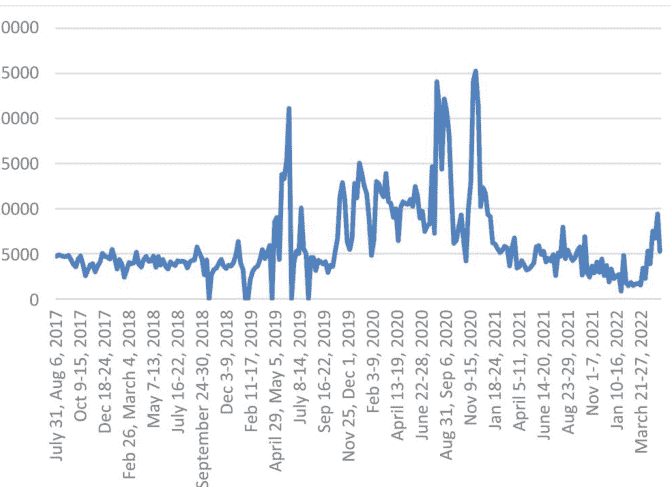 0000
5000
0000
5000
0000
5000
0
July 31, Aug 6, 2017
Oct 9-15, 2017
Dec 18-24, 2017
Feb 26, March 4, 2018
May 7-13, 2018
July 16-22, 2018
September 24-30, 2018
Dec 3-9, 2018
Feb 11-17, 2019
April 29, May 5, 2019
July 8-14, 2019
Sep 16-22, 2019
Nov 25, Dec 1, 2019
Feb 3-9, 2020
April 13-19, 2020
June 22-28, 2020
Aug 31, Sep 6, 2020
Nov 9-15, 2020
Jan 18-24, 2021
April 5-11, 2021
June 14-20, 2021
Aug 23-29, 2021
Nov 1-7, 2021
Jan 10-16, 2022
March 21-27, 2022